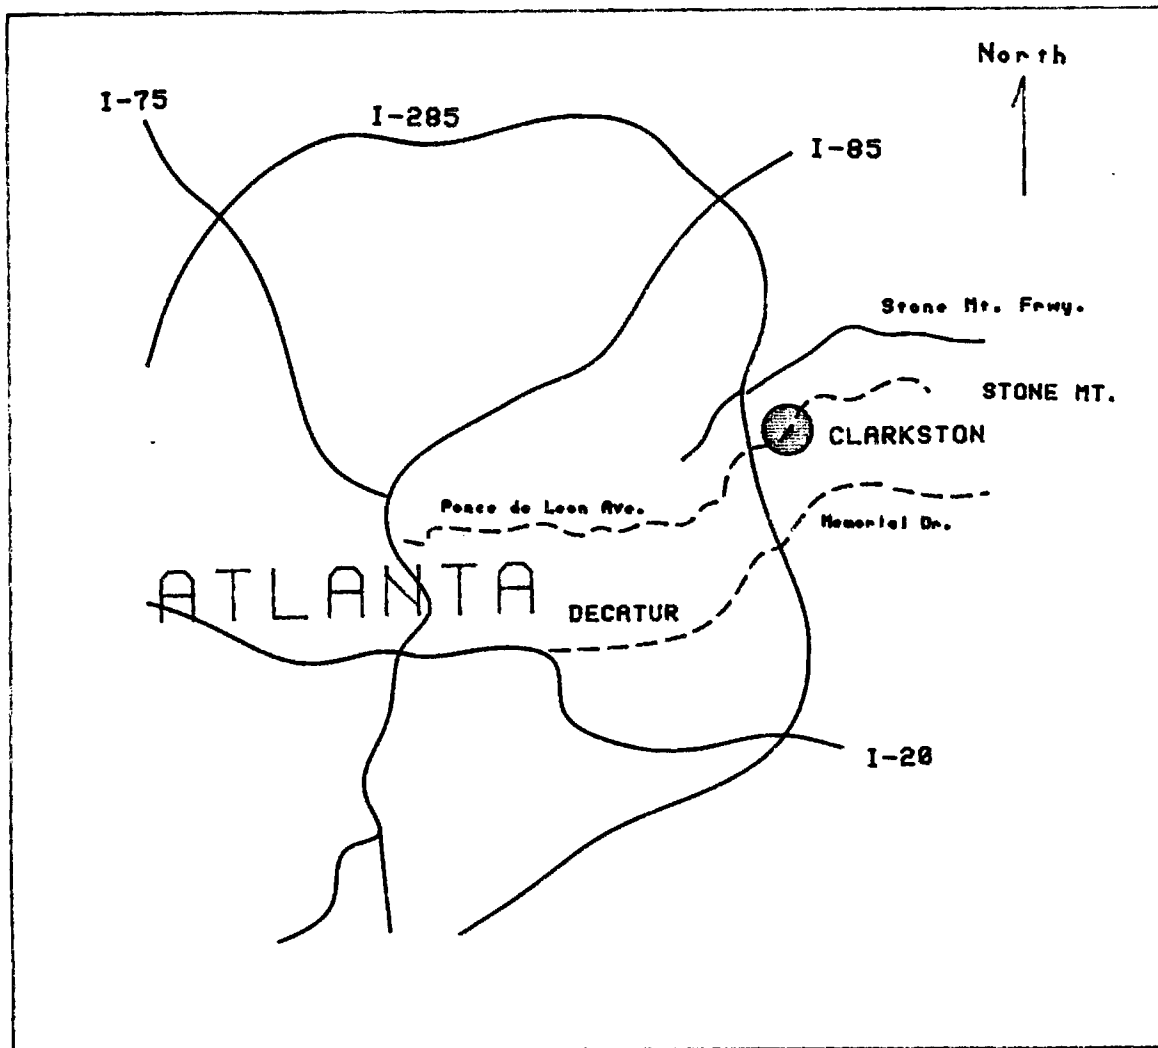 North
I-75
I-285
I-85
Stone Mt. Frwy.
STONE MT.
CLARKSTON
Ponce de Leon Ave.
Memorial Dr.
ATLANTA
DECATUR
I-20